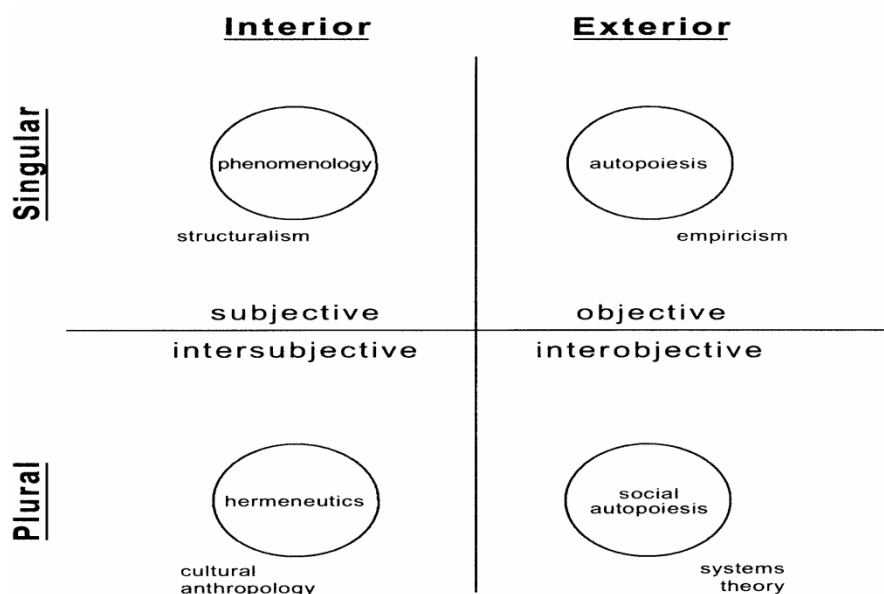 Interior
Exterior
Singular
phenomenology
autopoiesis
structuralism
empiricism
subjective
objective
intersubjective
interobjective
Plural
hermeneutics
social
autopoiesis
cultural
anthropology
systems
theory